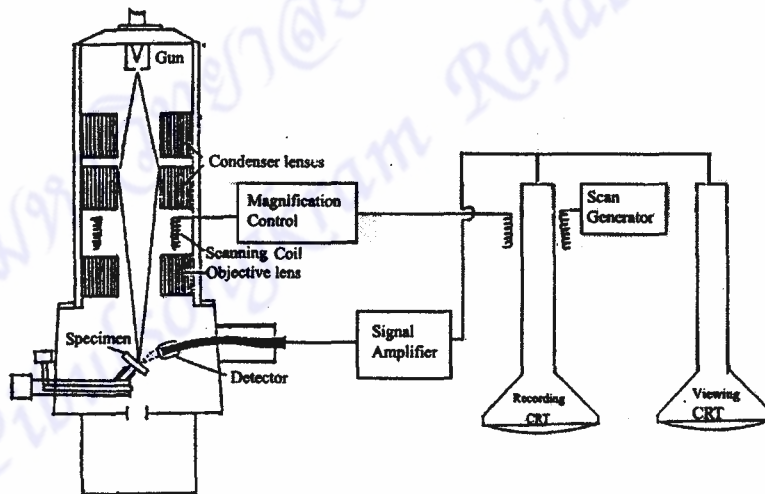 Gun
Condenser lenses
Magnification
Control
Scan
Generator
Scanning Coil
Objective lens
Specimen
Detector
Signal
Amplifier
Recording
CRT
Viewing
CRT
Rajab